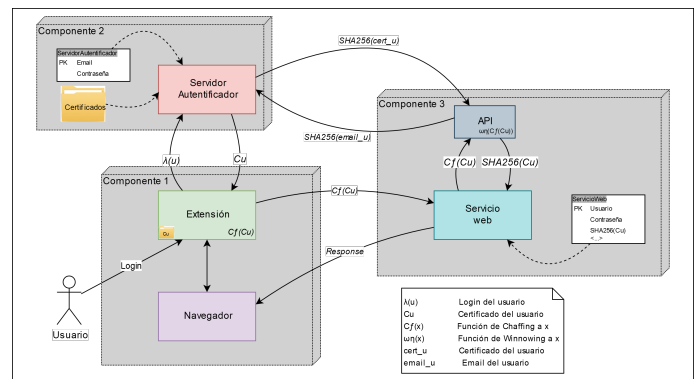 Componente 2
ServidorAutentificador
PK Email
Contraseña
Certificados
Servidor
Autentificador
SHA256(cert_u)
SHA256(email_u)
Componente 3
API
ωη(Cƒ(Cu))
Cƒ(Cu) SHA256(Cu)
Servicio
web
ServicioWeb
PK Usuario
Contraseña
SHA256(Cu)
<...>
λ(u)
Cu
Componente 1
Extensión
Cu
Cƒ(Cu)
Cƒ(Cu)
Response
Login
Usuario
Navegador
λ(u) Login del usuario
Cu Certificado del usuario
Cƒ(x) Función de Chaffing a x
ωη(x) Función de Winnowing a x
cert_u Certificado del usuario
email_u Email del usuario